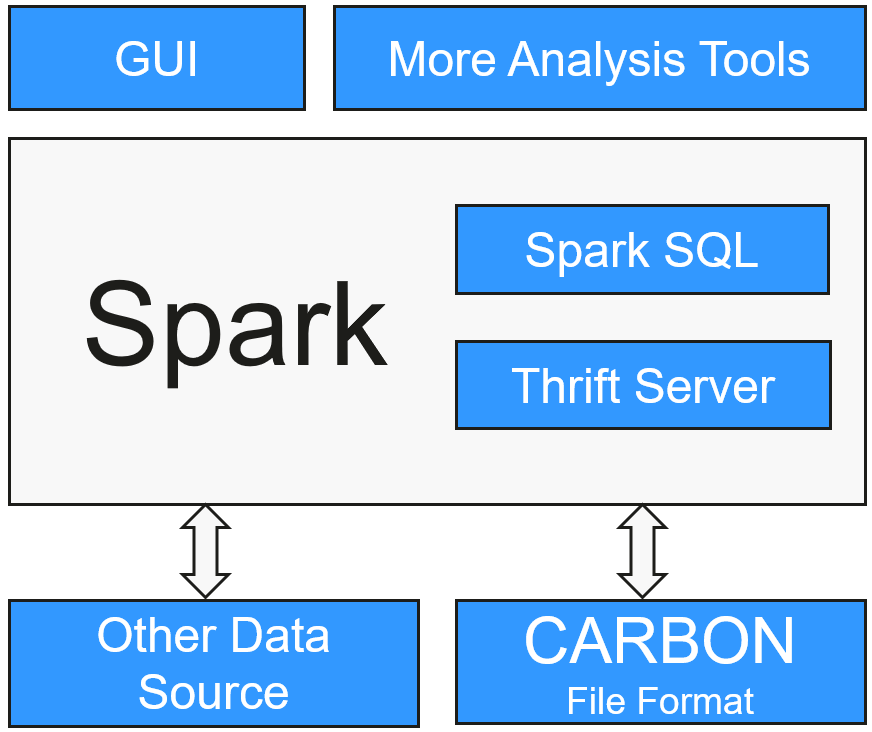 GUI
More Analysis Tools
Spark
Spark SQL
Thrift Server
Other Data
Source
CARBON
File Format